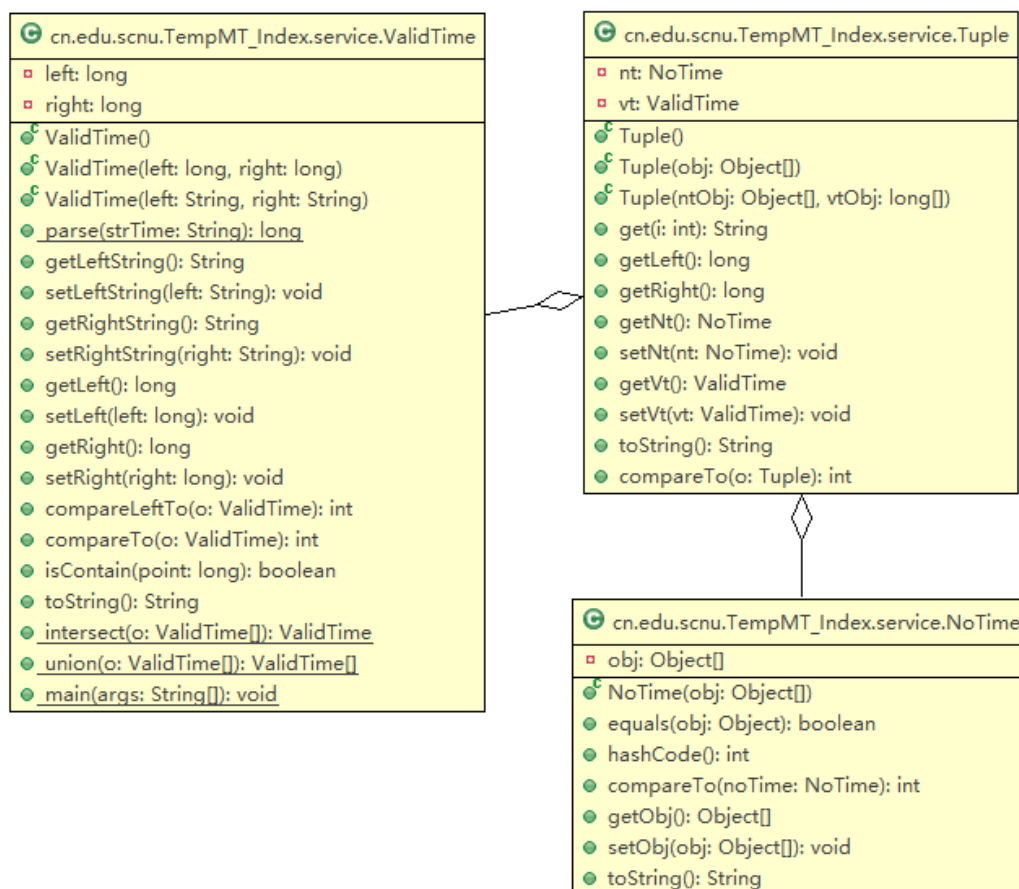 cn.edu.scnu.TempMT_Index.service.ValidTime
left: long
right: long
ValidTime()
ValidTime(left: long, right: long)
ValidTime(left: String, right: String)
parse(strTime: String): long
getLeftString(): String
setLeftString(left: String): void
getRightString(): String
setRightString(right: String): void
getLeft(): long
setLeft(left: long): void
getRight(): long
setRight(right: long): void
compareLeftTo(o: ValidTime): int
compareTo(o: ValidTime): int
isContain(point: long): boolean
toString(): String
intersect(o: ValidTime[]): ValidTime
union(o: ValidTime[]): ValidTime[]
main(args: String[]): void
cn.edu.scnu.TempMT_Index.service.Tuple
nt: NoTime
vt: ValidTime
Tuple()
Tuple(obj: Object[])
Tuple(ntObj: Object[], vtObj: long[])
get(i: int): String
getLeft(): long
getRight(): long
getNt(): NoTime
setNt(nt: NoTime): void
getVt(): ValidTime
setVt(vt: ValidTime): void
toString(): String
compareTo(o: Tuple): int
cn.edu.scnu.TempMT_Index.service.NoTime
obj: Object[]
NoTime(obj: Object[])
equals(obj: Object): boolean
hashCode(): int
compareTo(noTime: NoTime): int
getObj(): Object[]
setObj(obj: Object[]): void
toString(): String